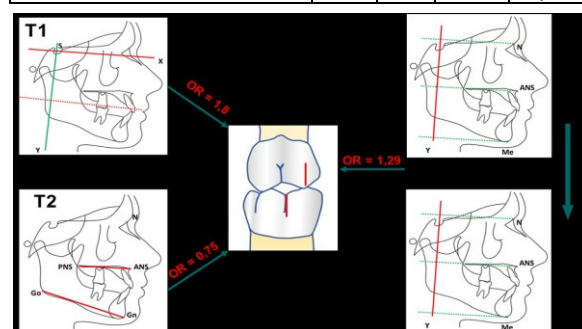 T1
S
X
Y
OR = 1,8
N
ANS
Y
Me
OR = 1,29
T2
N
PNS
ANS
Go
Gn
OR = 0,75
N
ANS
Y
Me